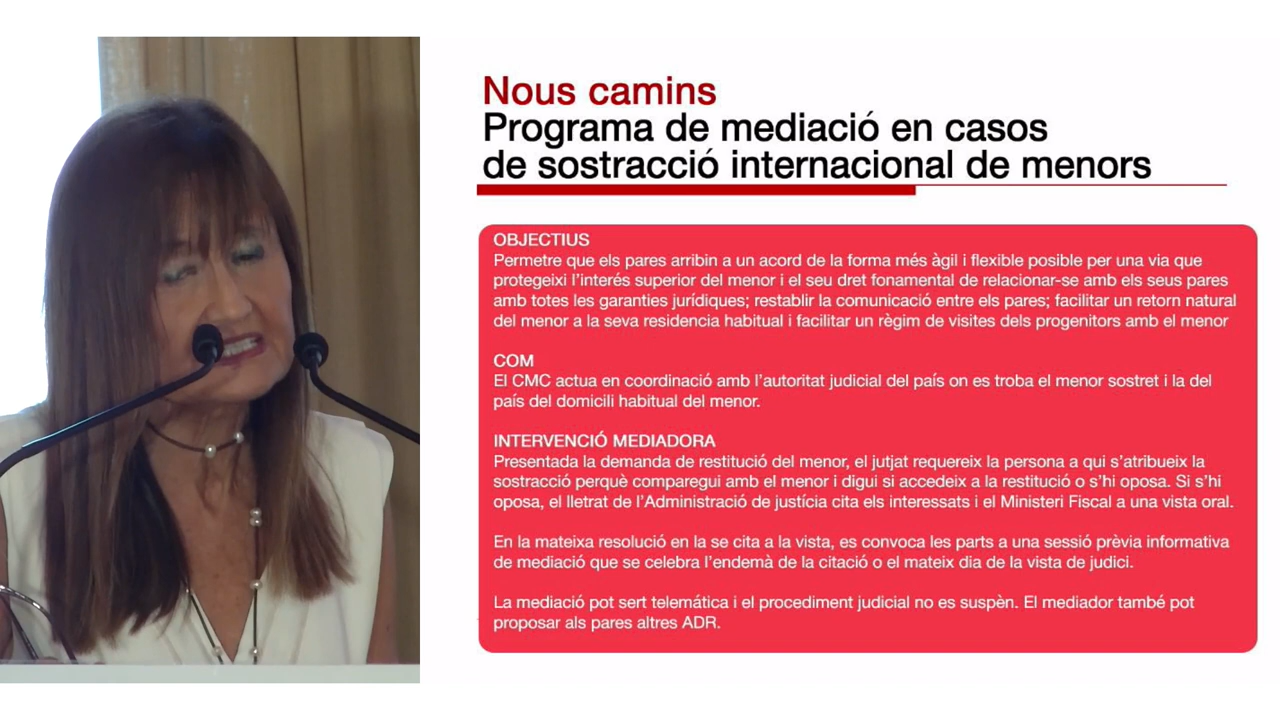 Nous camins
Programa de mediació en casos
de sostracció internacional de menors
OBJECTIUS
Permetre que els pares arribin a un acord de la forma més àgil i flexible posible per una via que
protegeixi l'interés superior del menor i el seu dret fonamental de relacionar-se amb els seus pares
amb totes les garanties jurídiques; restablir la comunicació entre els pares; facilitar un retorn natural
del menor a la seva residencia habitual i facilitar un règim de visites dels progenitors amb el menor
COM
El CMC actua en coordinació amb l'autoritat judicial del país on es troba el menor sostret i la del
país del domicili habitual del menor.
INTERVENCIÓ MEDIADORA
Presentada la demanda de restitució del menor, el jutjat requereix la persona a qui s'atribueix la
sostracció perquè comparegui amb el menor i digui si accedeix a la restitució o s'hi oposa. Si s'hi
oposa, el lletrat de l'Administració de justícia cita els interessats i el Ministeri Fiscal a una vista oral.
En la mateixa resolució en la se cita a la vista, es convoca les parts a una sessió prèvia informativa
de mediació que se celebra l'endemà de la citació o el mateix dia de la vista de judici.
La mediació pot sert telemática i el procediment judicial no es suspèn. El mediador també pot
proposar als pares altres ADR.